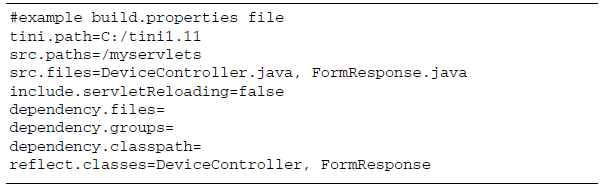 #example build.properties file
tini.path=C:/tini1.11
src.paths=/myservlets
src.files=DeviceController.java, FormResponse.java
include.servletReloading=false
dependency.files=
dependency.groups=
dependency.classpath=
reflect.classes=DeviceController, FormResponse